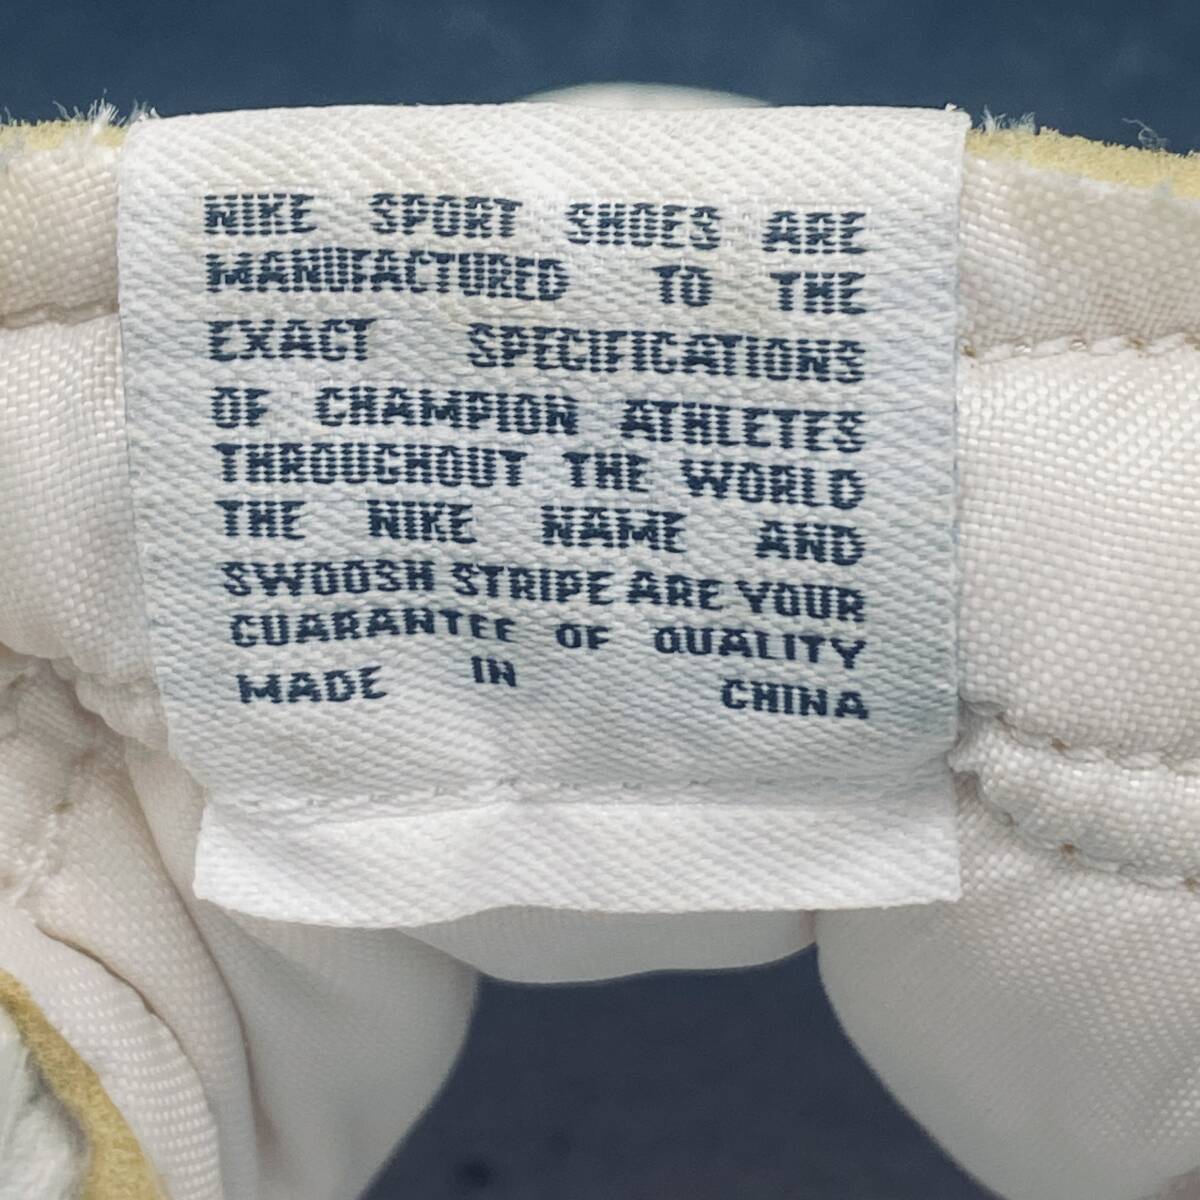 NIKE SPORT SHOES ARE
MANUFACTURED TO THE
EXACT SPECIFICATIONS
OF CHAMPION ATHLETES
THROUGHOUT THE WORLD
THE NIKE NAME AND
SWOOSH STRIPE ARE YOUR
GUARANTEE OF QUALITY
MADE IN CHINA